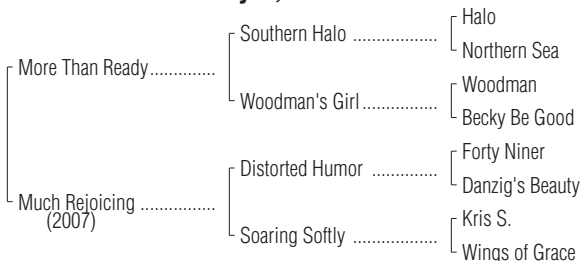 Halo
Southern Halo ..................
Northern Sea
More Than Ready..............
Woodman
Woodman's Girl ................
Becky Be Good
Forty Niner
Distorted Humor ...............
Danzig's Beauty
Much Rejoicing ................
(2007)
Kris S.
Soaring Softly ..................
Wings of Grace